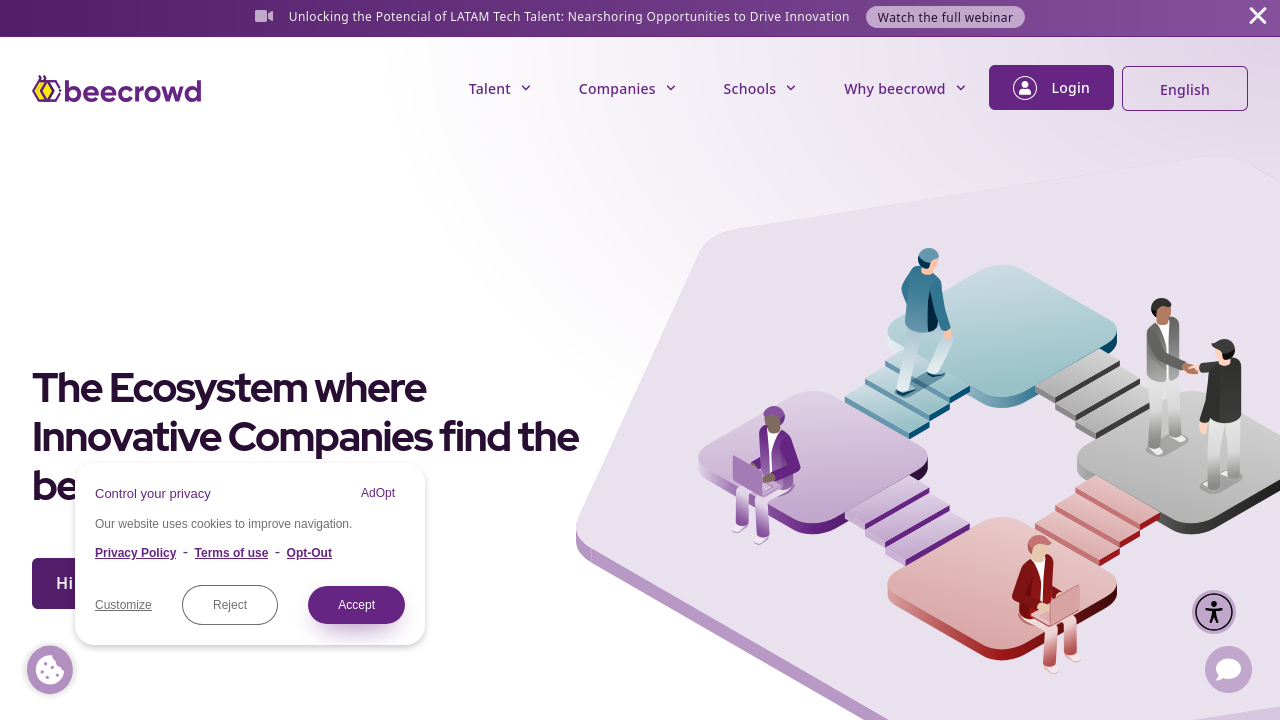 Unlocking the Potencial of LATAM Tech Talent: Nearshoring Opportunities to Drive Innovation
Watch the full webinar
beecrowd
Talent
Companies
Schools
Why beecrowd
Login
English
The Ecosystem where
Innovative Companies find the
be
Hi
Control your privacy
AdOpt
Our website uses cookies to improve navigation.
Privacy Policy - Terms of use - Opt-Out
Customize
Reject
Accept